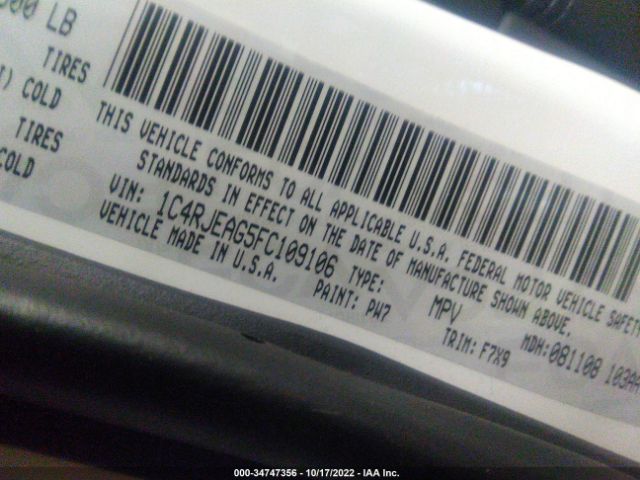 500 LB
TIRES
) COLD
TIRES
COLD
THIS VEHICLE CONFORMS TO ALL APPLICABLE U.S.A. FEDERAL MOTOR VEHICLE SAFETY
STANDARDS IN EFFECT ON THE DATE OF MANUFACTURE SHOWN ABOVE.
VIN: 1C4RJEAG5FC109106 TYPE: MPV MDH:081108 103AA
VEHICLE MADE IN U.S.A. PAINT: PW7 TRIM: F7X9
000-34747356 - 10/17/2022 - IAA Inc.